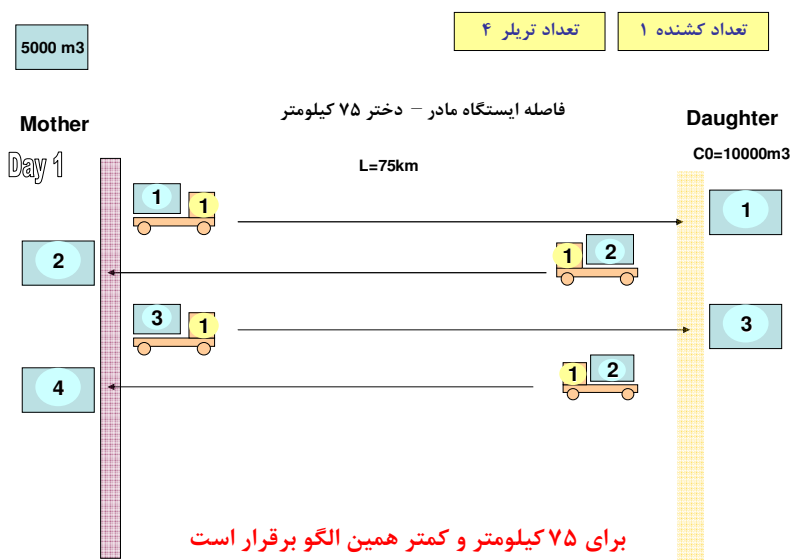 5000 m3
تعداد تریلر ۴
تعداد کشنده ۱
فاصله ایستگاه مادر – دختر ۷۵ کیلومتر
Mother
Daughter
Day 1
L=75km
C0=10000m3
1
1
1
2
1
2
3
1
3
4
1
2
برای ۷۵ کیلومتر و کمتر همین الگو برقرار است